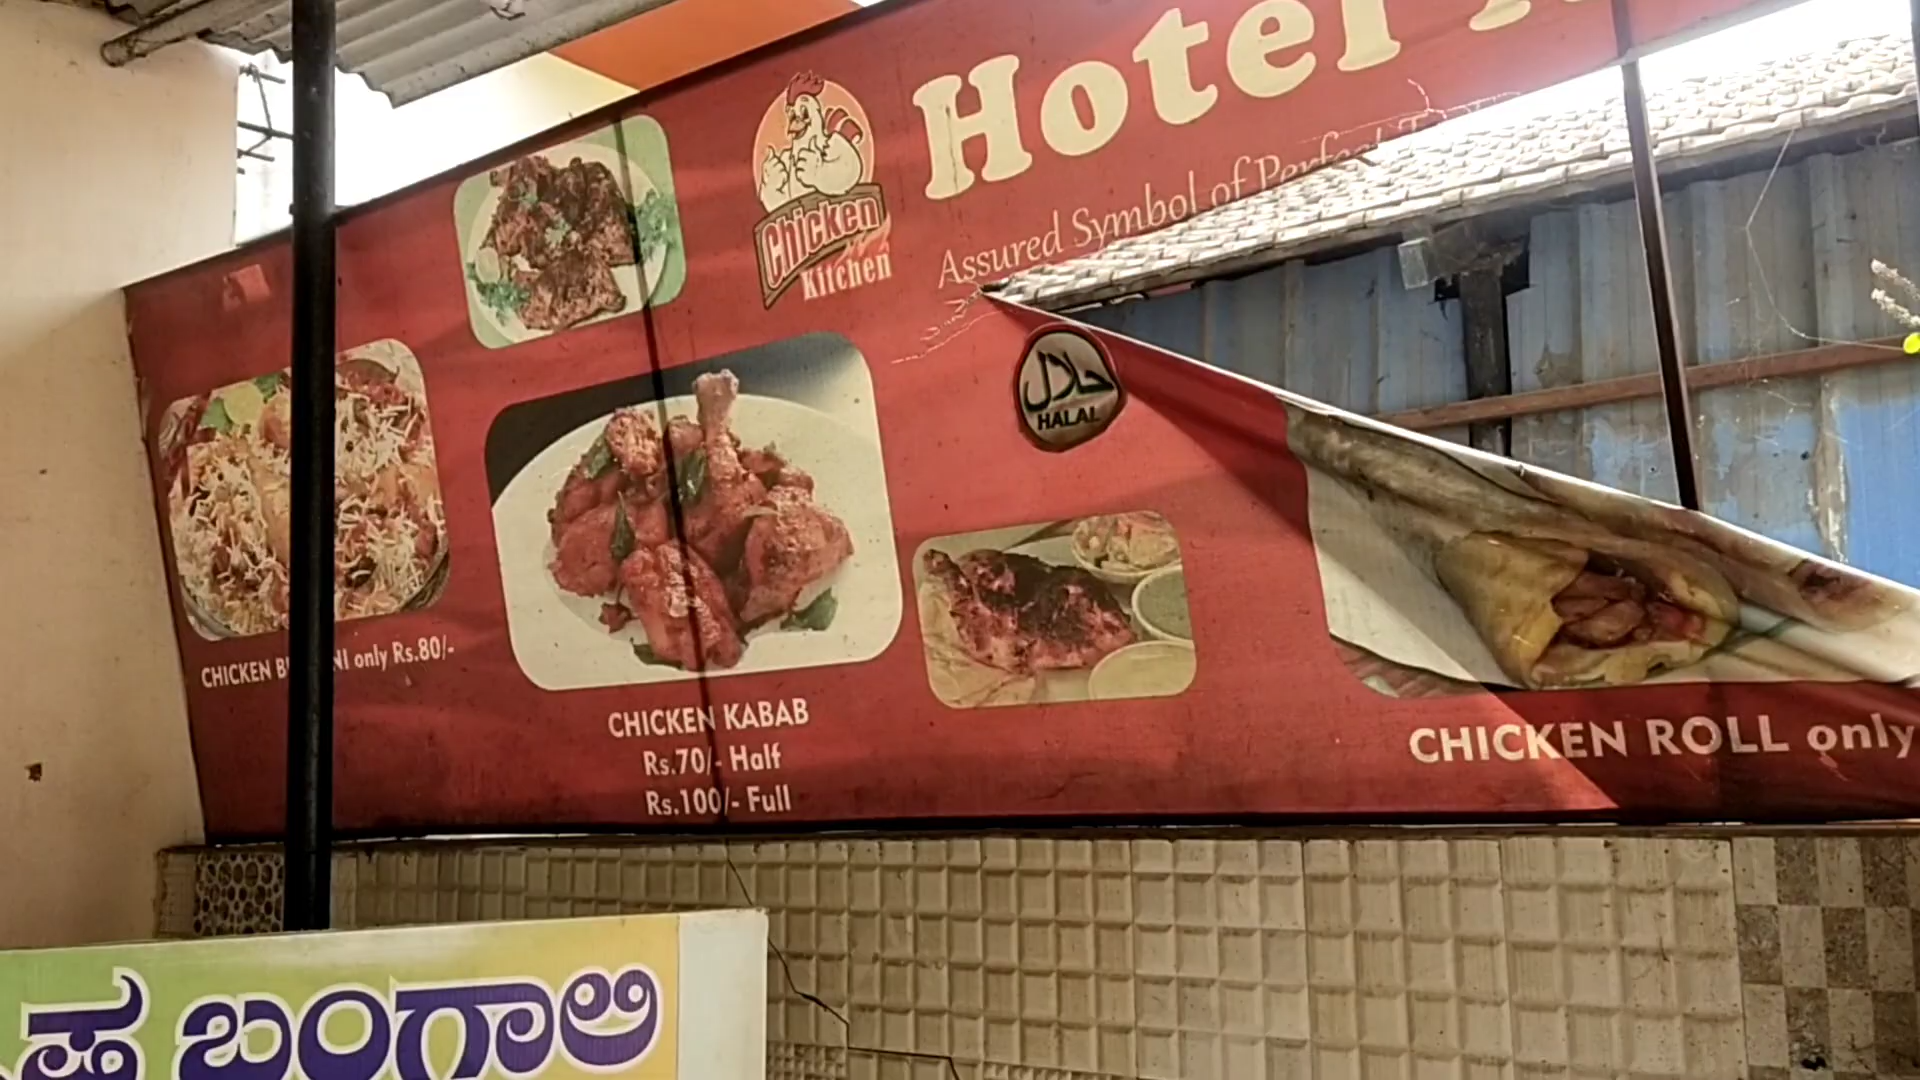 Hotel
Chicken
Kitchen
Assured Symbol of Perfect
حلال
HALAL
CHICKEN only Rs.80/-
CHICKEN KABAB
Rs.70/- Half
Rs.100/- Full
CHICKEN ROLL only
ಬಂಗಾಲಿ